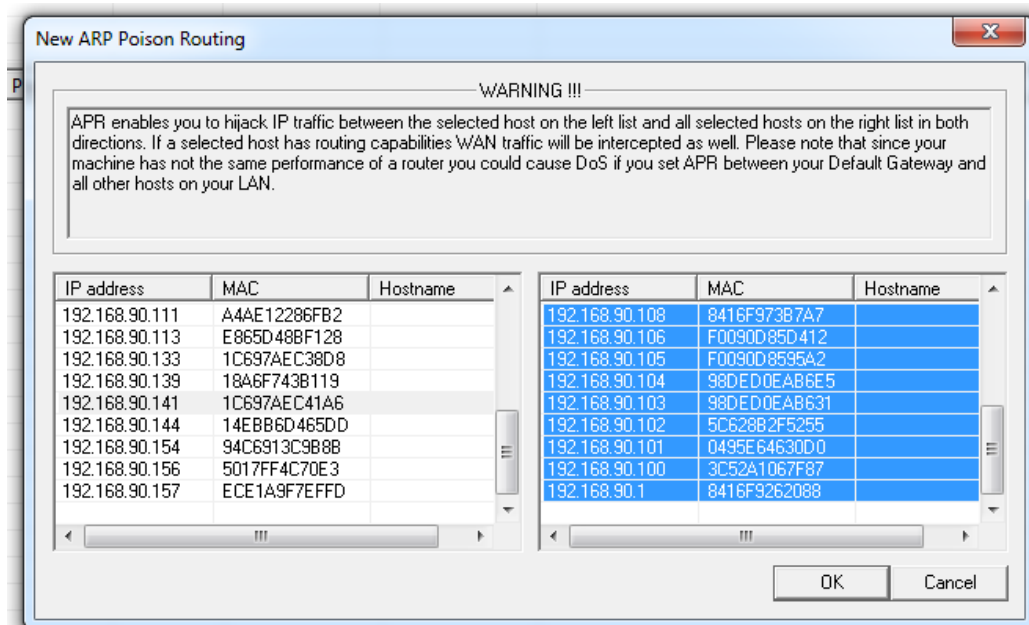 New ARP Poison Routing
P
WARNING !!!
APR enables you to hijack IP traffic between the selected host on the left list and all selected hosts on the right list in both
directions. If a selected host has routing capabilities WAN traffic will be intercepted as well. Please note that since your
machine has not the same performance of a router you could cause DoS if you set APR between your Default Gateway and
all other hosts on your LAN.
IP address MAC Hostname
192.168.90.111 A4AE12286FB2
192.168.90.113 E865D48BF128
192.168.90.133 1C697AEC38D8
192.168.90.139 18A6F743B119
192.168.90.141 1C697AEC41A6
192.168.90.144 14EBB6D465DD
192.168.90.154 94C6913C9B8B
192.168.90.156 5017FF4C70E3
192.168.90.157 ECE1A9F7EFFD
IP address MAC Hostname
192.168.90.108 8416F973B7A7
192.168.90.106 F0090D85D412
192.168.90.105 F0090D8595A2
192.168.90.104 98DED0EAB6E5
192.168.90.103 98DED0EAB631
192.168.90.102 5C628B2F5255
192.168.90.101 0495E64630D0
192.168.90.100 3C52A1067F87
192.168.90.1 8416F9262088
OK Cancel